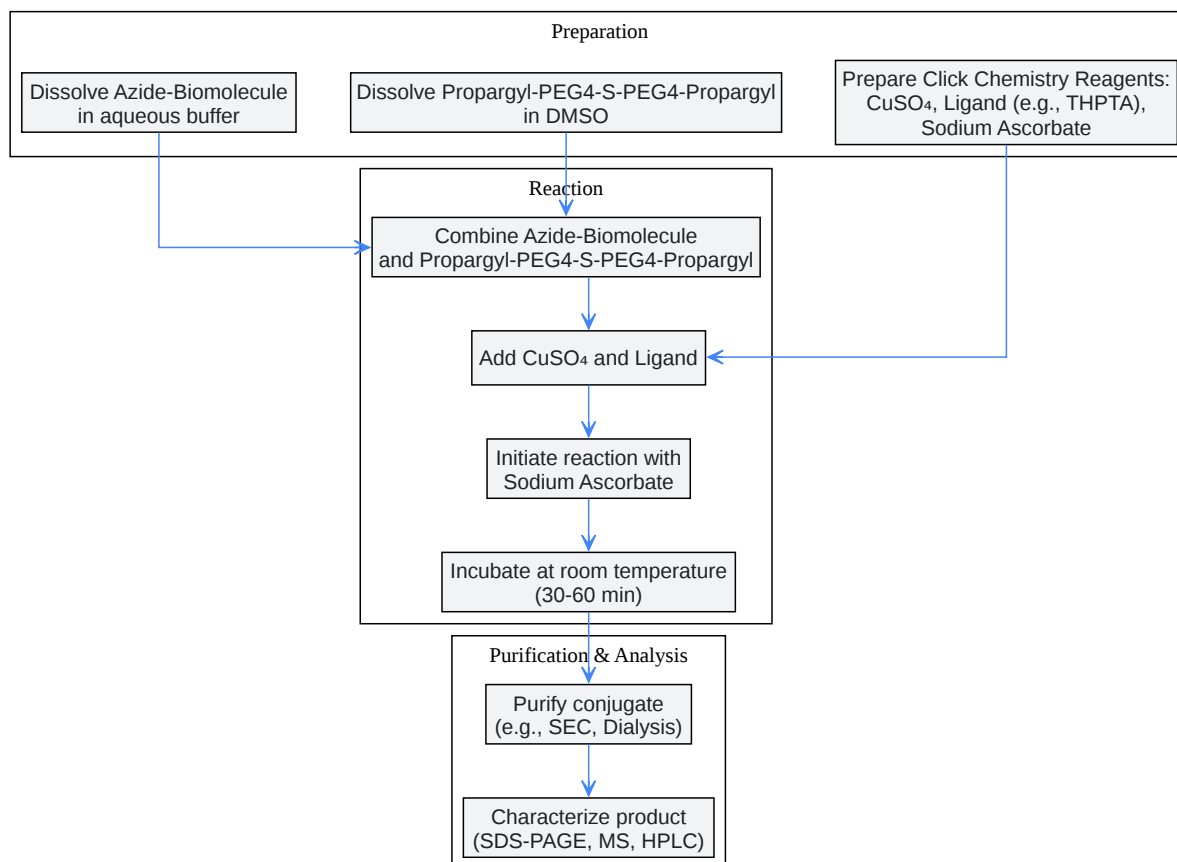 Preparation
Dissolve Azide-Biomolecule
in aqueous buffer
Dissolve Propargyl-PEG4-S-PEG4-Propargyl
in DMSO
Prepare Click Chemistry Reagents:
CuSO₄, Ligand (e.g., THPTA),
Sodium Ascorbate
Reaction
Combine Azide-Biomolecule
and Propargyl-PEG4-S-PEG4-Propargyl
Add CuSO₄ and Ligand
Initiate reaction with
Sodium Ascorbate
Incubate at room temperature
(30-60 min)
Purification & Analysis
Purify conjugate
(e.g., SEC, Dialysis)
Characterize product
(SDS-PAGE, MS, HPLC)